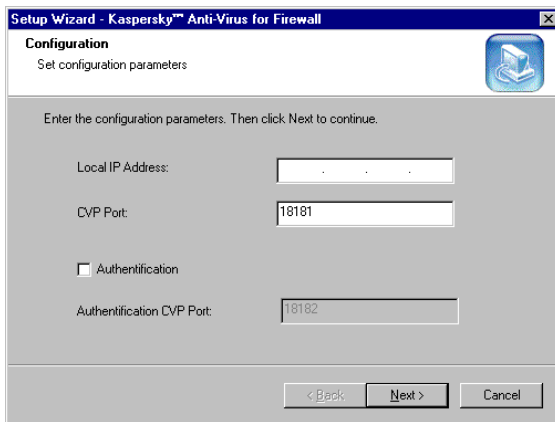 Setup Wizard - Kaspersky™ Anti-Virus for Firewall
Configuration
Set configuration parameters
Enter the configuration parameters. Then click Next to continue.
Local IP Address: . . .
CVP Port: 18181
Authentification
Authentification CVP Port: 18182
< Back Next > Cancel